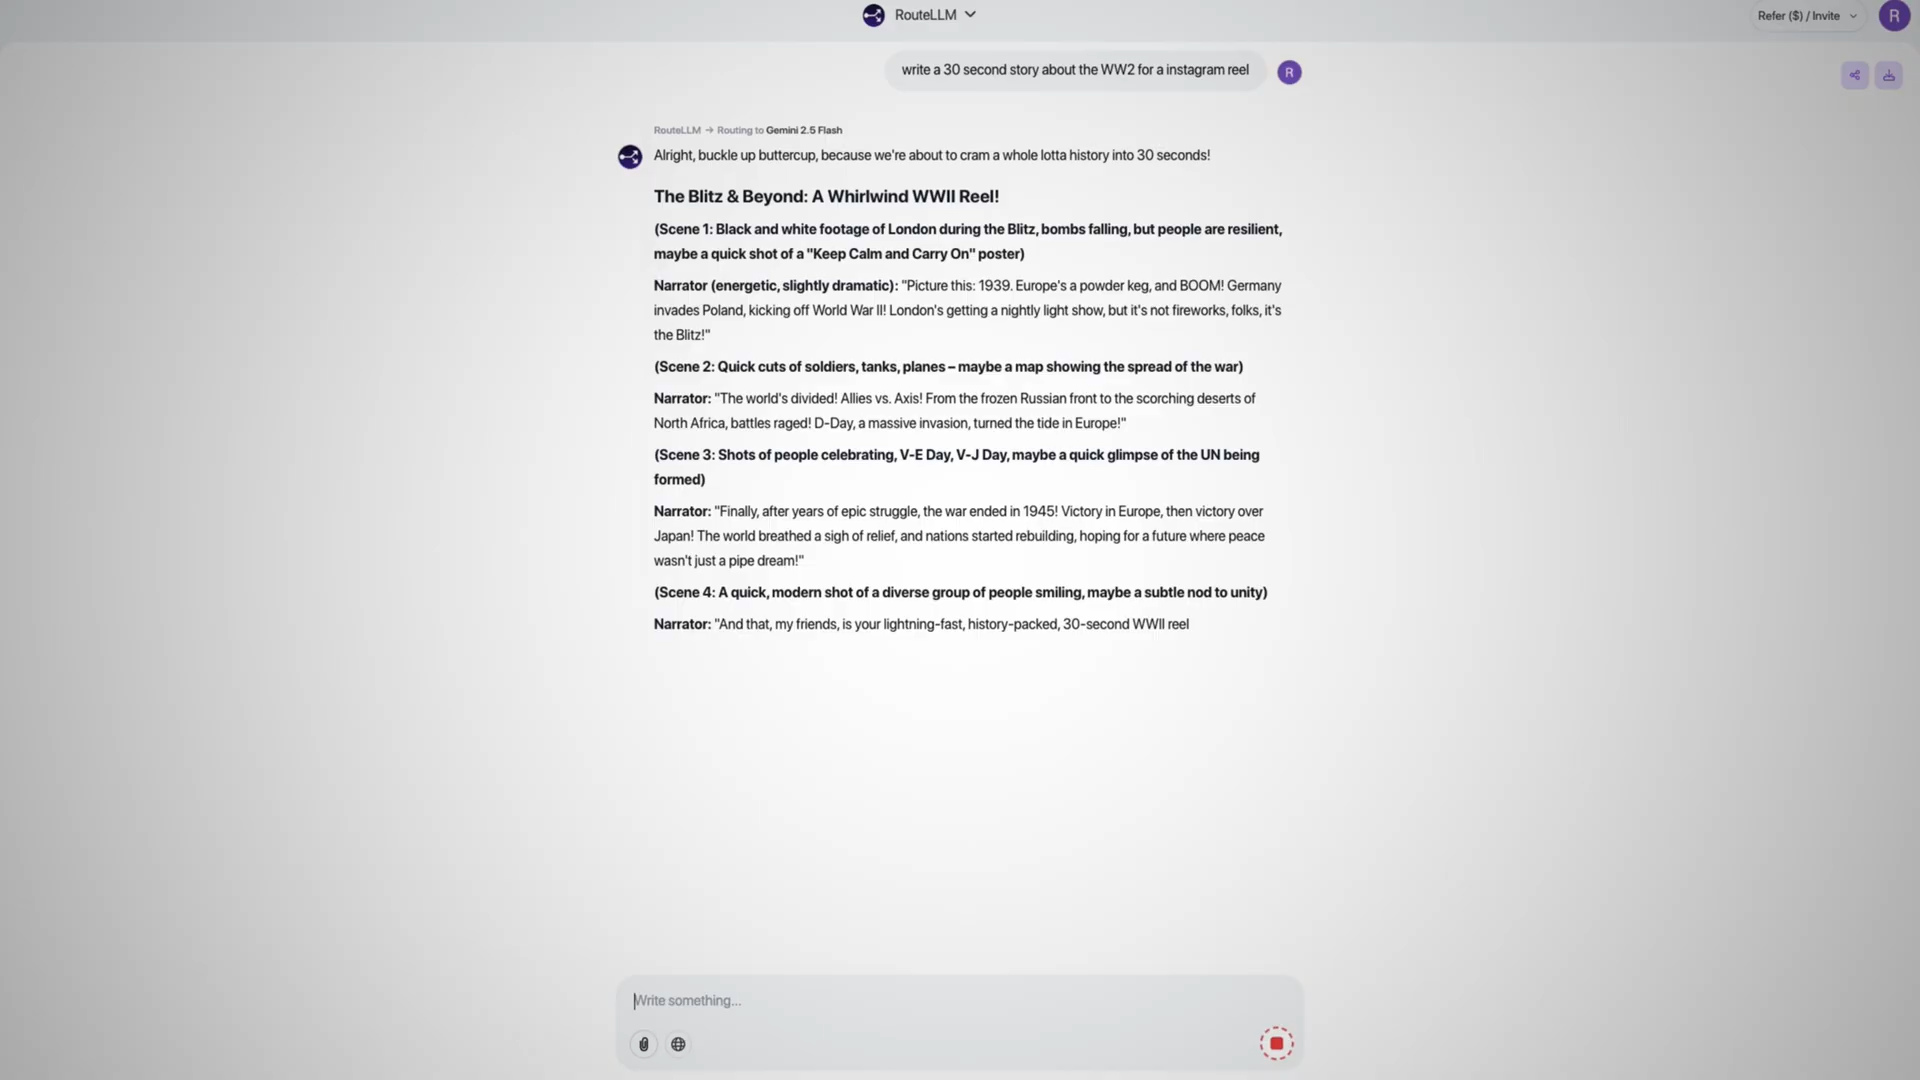 RouteLLM
Refer ($) / Invite
R
write a 30 second story about the WW2 for a instagram reel
R
RouteLLM → Routing to Gemini 2.5 Flash
Alright, buckle up buttercup, because we're about to cram a whole lotta history into 30 seconds!
The Blitz & Beyond: A Whirlwind WWII Reel!
(Scene 1: Black and white footage of London during the Blitz, bombs falling, but people are resilient,
maybe a quick shot of a "Keep Calm and Carry On" poster)
Narrator (energetic, slightly dramatic): "Picture this: 1939. Europe's a powder keg, and BOOM! Germany
invades Poland, kicking off World War II! London's getting a nightly light show, but it's not fireworks, folks, it's
the Blitz!"
(Scene 2: Quick cuts of soldiers, tanks, planes – maybe a map showing the spread of the war)
Narrator: "The world's divided! Allies vs. Axis! From the frozen Russian front to the scorching deserts of
North Africa, battles raged! D-Day, a massive invasion, turned the tide in Europe!"
(Scene 3: Shots of people celebrating, V-E Day, V-J Day, maybe a quick glimpse of the UN being
formed)
Narrator: "Finally, after years of epic struggle, the war ended in 1945! Victory in Europe, then victory over
Japan! The world breathed a sigh of relief, and nations started rebuilding, hoping for a future where peace
wasn't just a pipe dream!"
(Scene 4: A quick, modern shot of a diverse group of people smiling, maybe a subtle nod to unity)
Narrator: "And that, my friends, is your lightning-fast, history-packed, 30-second WWII reel
Write something...